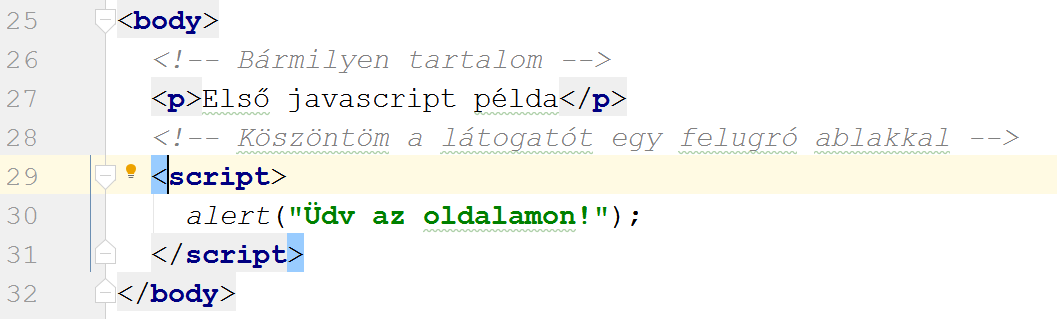 25 <body>
26 <!-- Bármilyen tartalom -->
27 <p>Első javascript példa</p>
28 <!-- Köszöntöm a látogatót egy felugró ablakkal -->
29 <script>
30 alert("Üdv az oldalamon!");
31 </script>
32 </body>